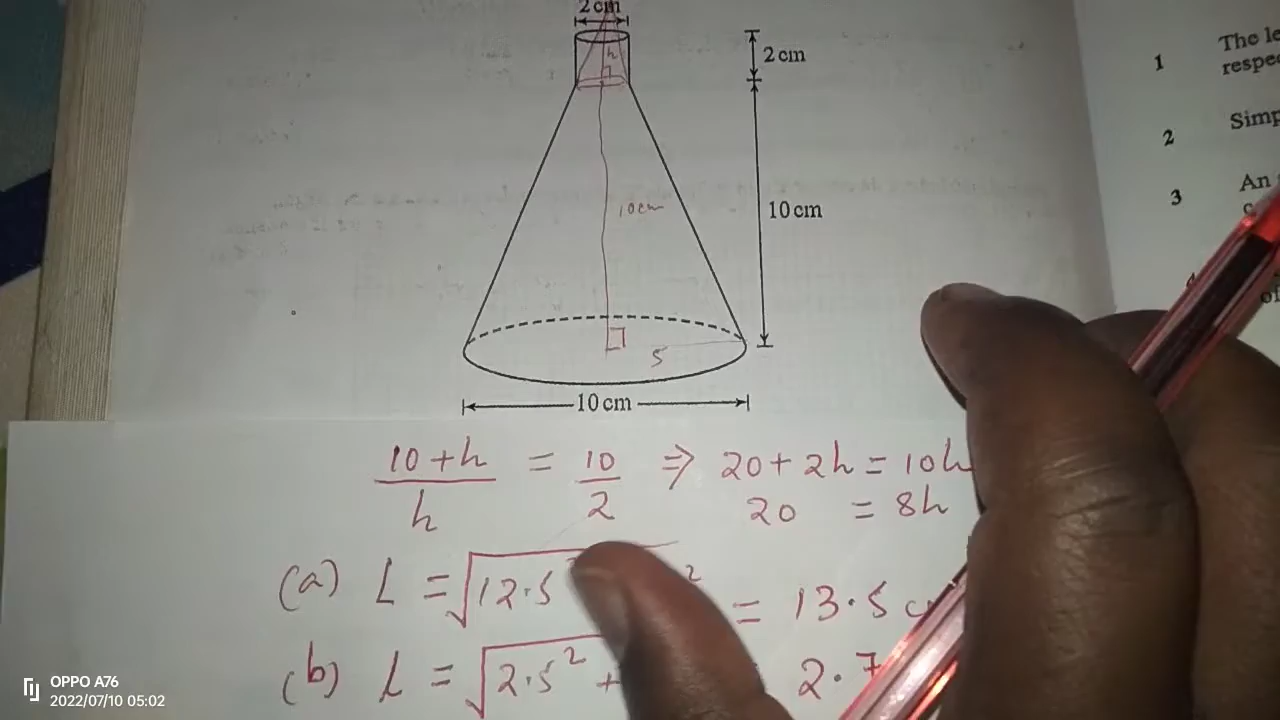 2 cm
2 cm
h
10 cm
10cm
5
10 cm
1 The le
respe
2 Simp
3 An
10 + h / h = 10 / 2 ⇒ 20 + 2h = 10h
20 = 8h
(a) L = √12.5² ² = 13.5 c
(b) L = √2.5² + 2.7
OPPO A76
2022/07/10 05:02